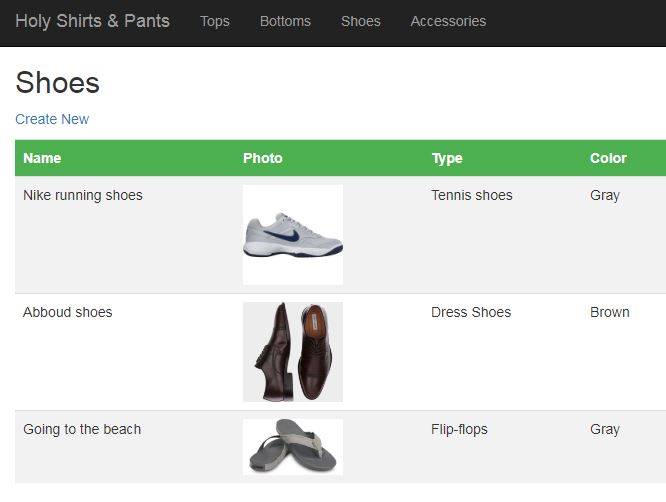 Holy Shirts & Pants Tops Bottoms Shoes Accessories
Shoes
Create New
Name Photo Type Color
Nike running shoes Tennis shoes Gray
Abboud shoes Dress Shoes Brown
Going to the beach Flip-flops Gray